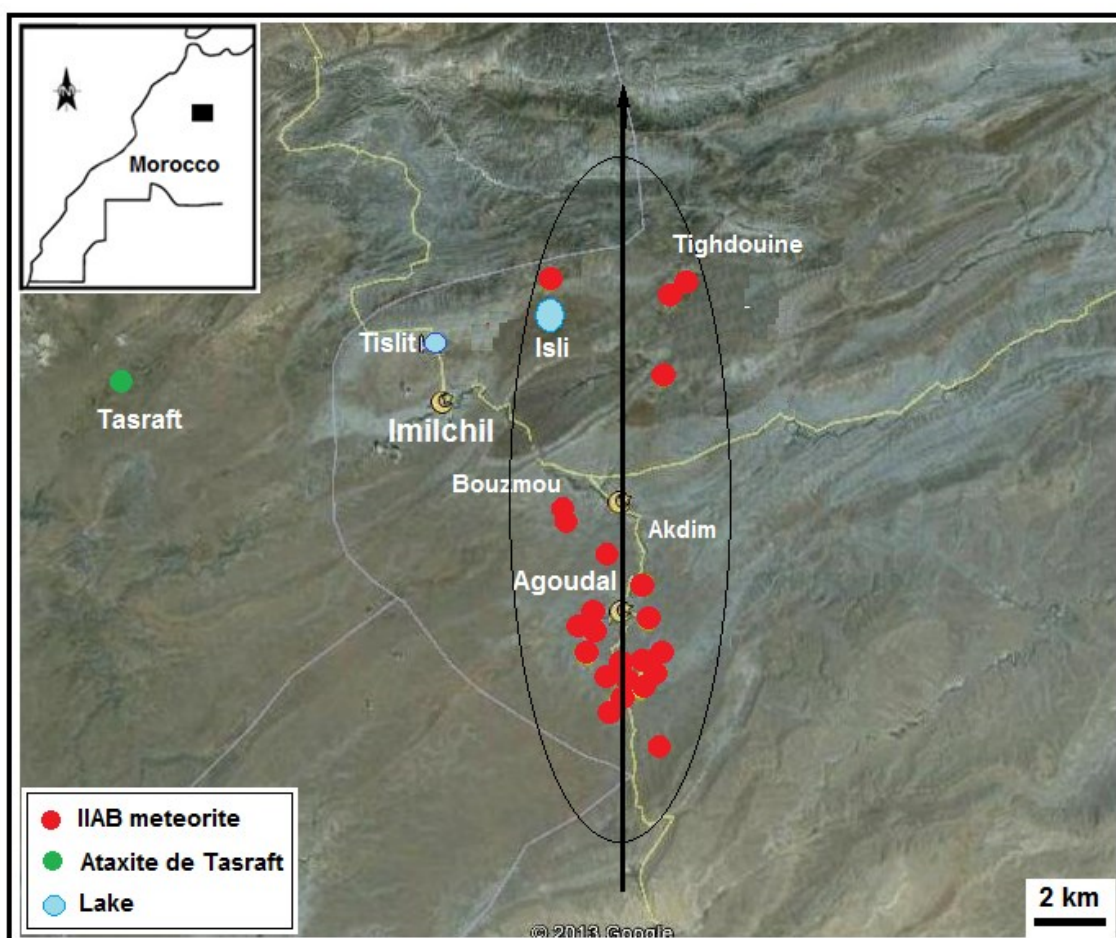 N
Morocco
Tighdouine
Tislit
Isli
Tasraft
Imilchil
Bouzmou
Akdim
Agoudal
IIAB meteorite
Ataxite de Tasraft
Lake
2 km
© 2013 Google